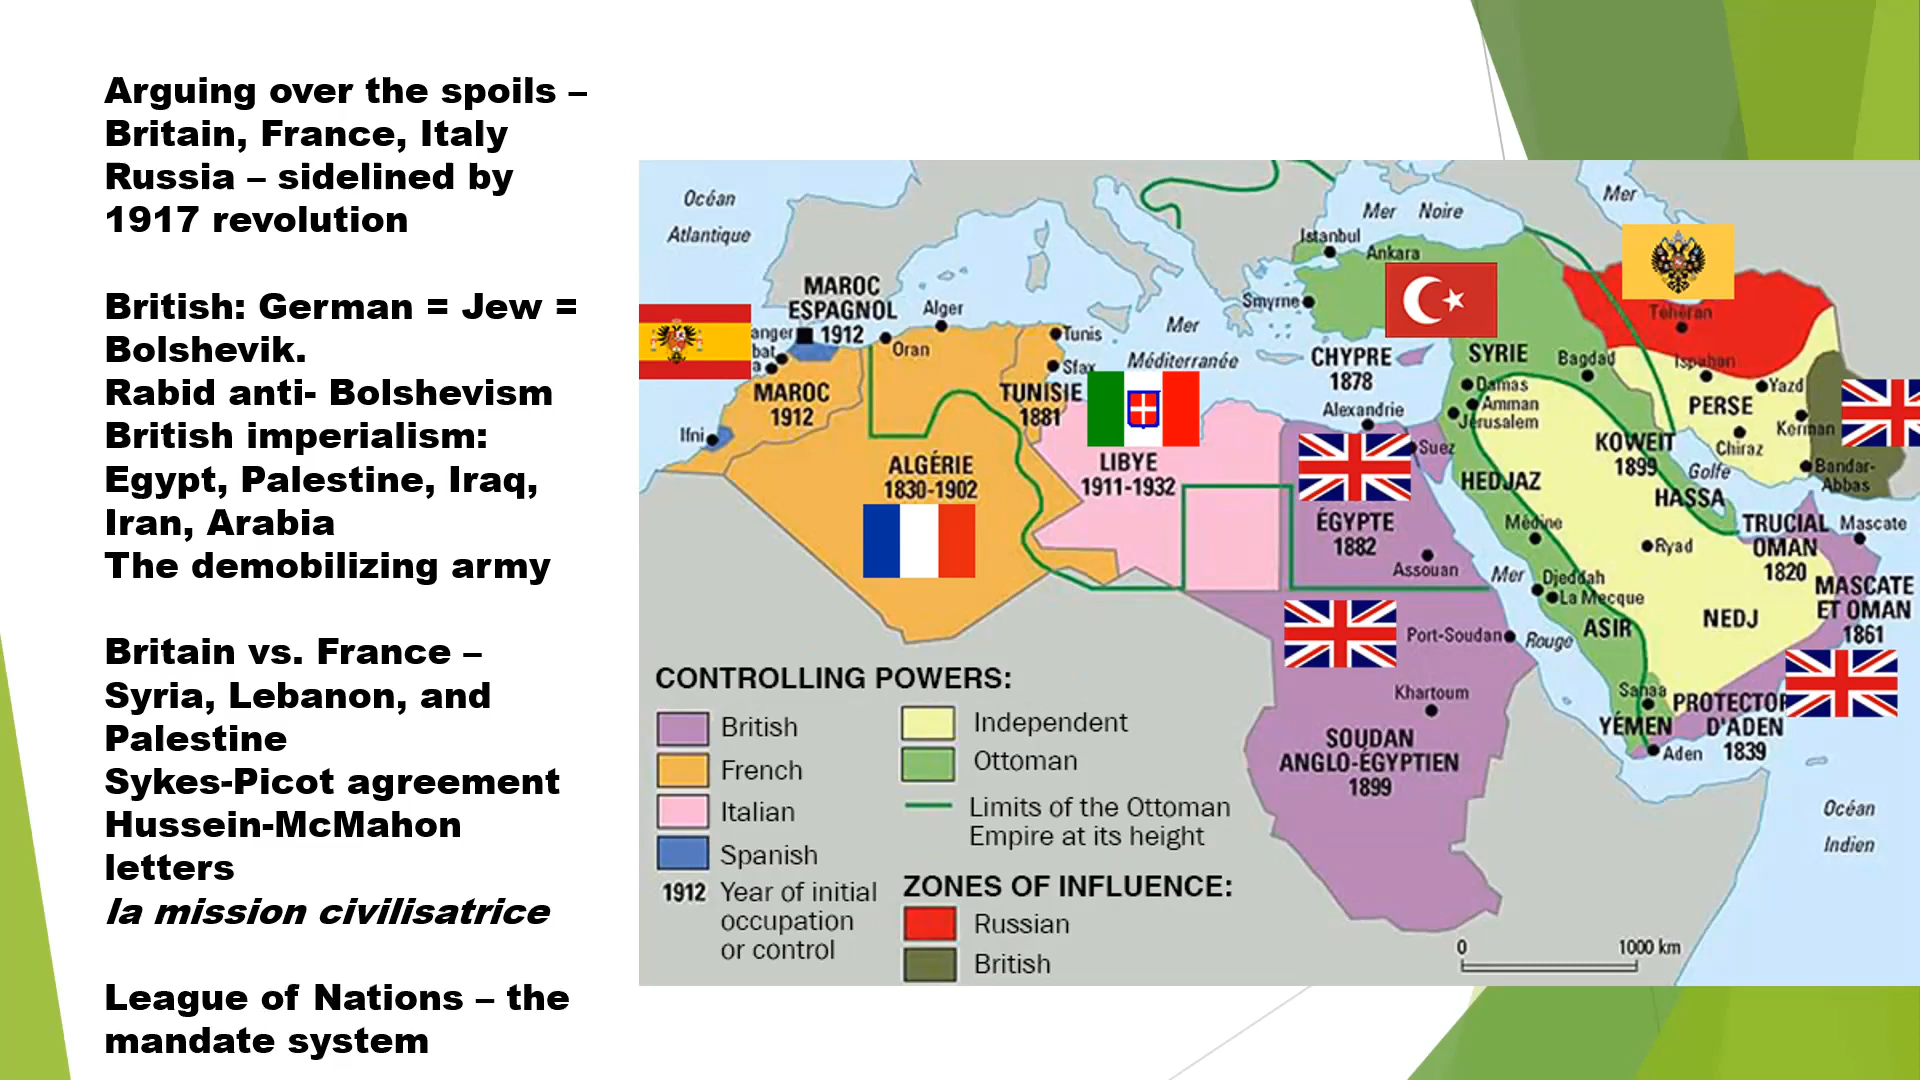 Arguing over the spoils –
Britain, France, Italy
Russia – sidelined by
1917 revolution
British: German = Jew =
Bolshevik.
Rabid anti- Bolshevism
British imperialism:
Egypt, Palestine, Iraq,
Iran, Arabia
The demobilizing army
Britain vs. France –
Syria, Lebanon, and
Palestine
Sykes-Picot agreement
Hussein-McMahon
letters
la mission civilisatrice
League of Nations – the
mandate system
Océan
Atlantique
Mer Noire
Mer
Istanbul
Ankara
Smyrne
MAROC
ESPAGNOL
1912
Alger
Oran
anger
bat
a
Tunis
Sfax
Mer
Méditerranée
CHYPRE
1878
SYRIE
Bagdad
Téhéran
Ispahan
Yazd
PERSE
Kerman
Chiraz
Bandar-
Abbas
Damas
Amman
Jérusalem
Alexandrie
Suez
MAROC
1912
Ifni
TUNISIE
1881
ALGÉRIE
1830-1902
LIBYE
1911-1932
ÉGYPTE
1882
Assouan
HEDJAZ
KOWEIT
1899
Golfe
HASSA
Médine
Ryad
TRUCIAL
OMAN
1820
Mascate
MASCATE
ET OMAN
1861
Mer
Rouge
Djeddah
La Mecque
NEDJ
ASIR
Port-Soudan
Khartoum
SOUDAN
ANGLO-ÉGYPTIEN
1899
Sanaa
YÉMEN
PROTECTOR
D'ADEN
1839
Aden
Océan
Indien
CONTROLLING POWERS:
British
French
Italian
Spanish
1912 Year of initial
occupation
or control
Independent
Ottoman
Limits of the Ottoman
Empire at its height
ZONES OF INFLUENCE:
Russian
British
0 1000 km